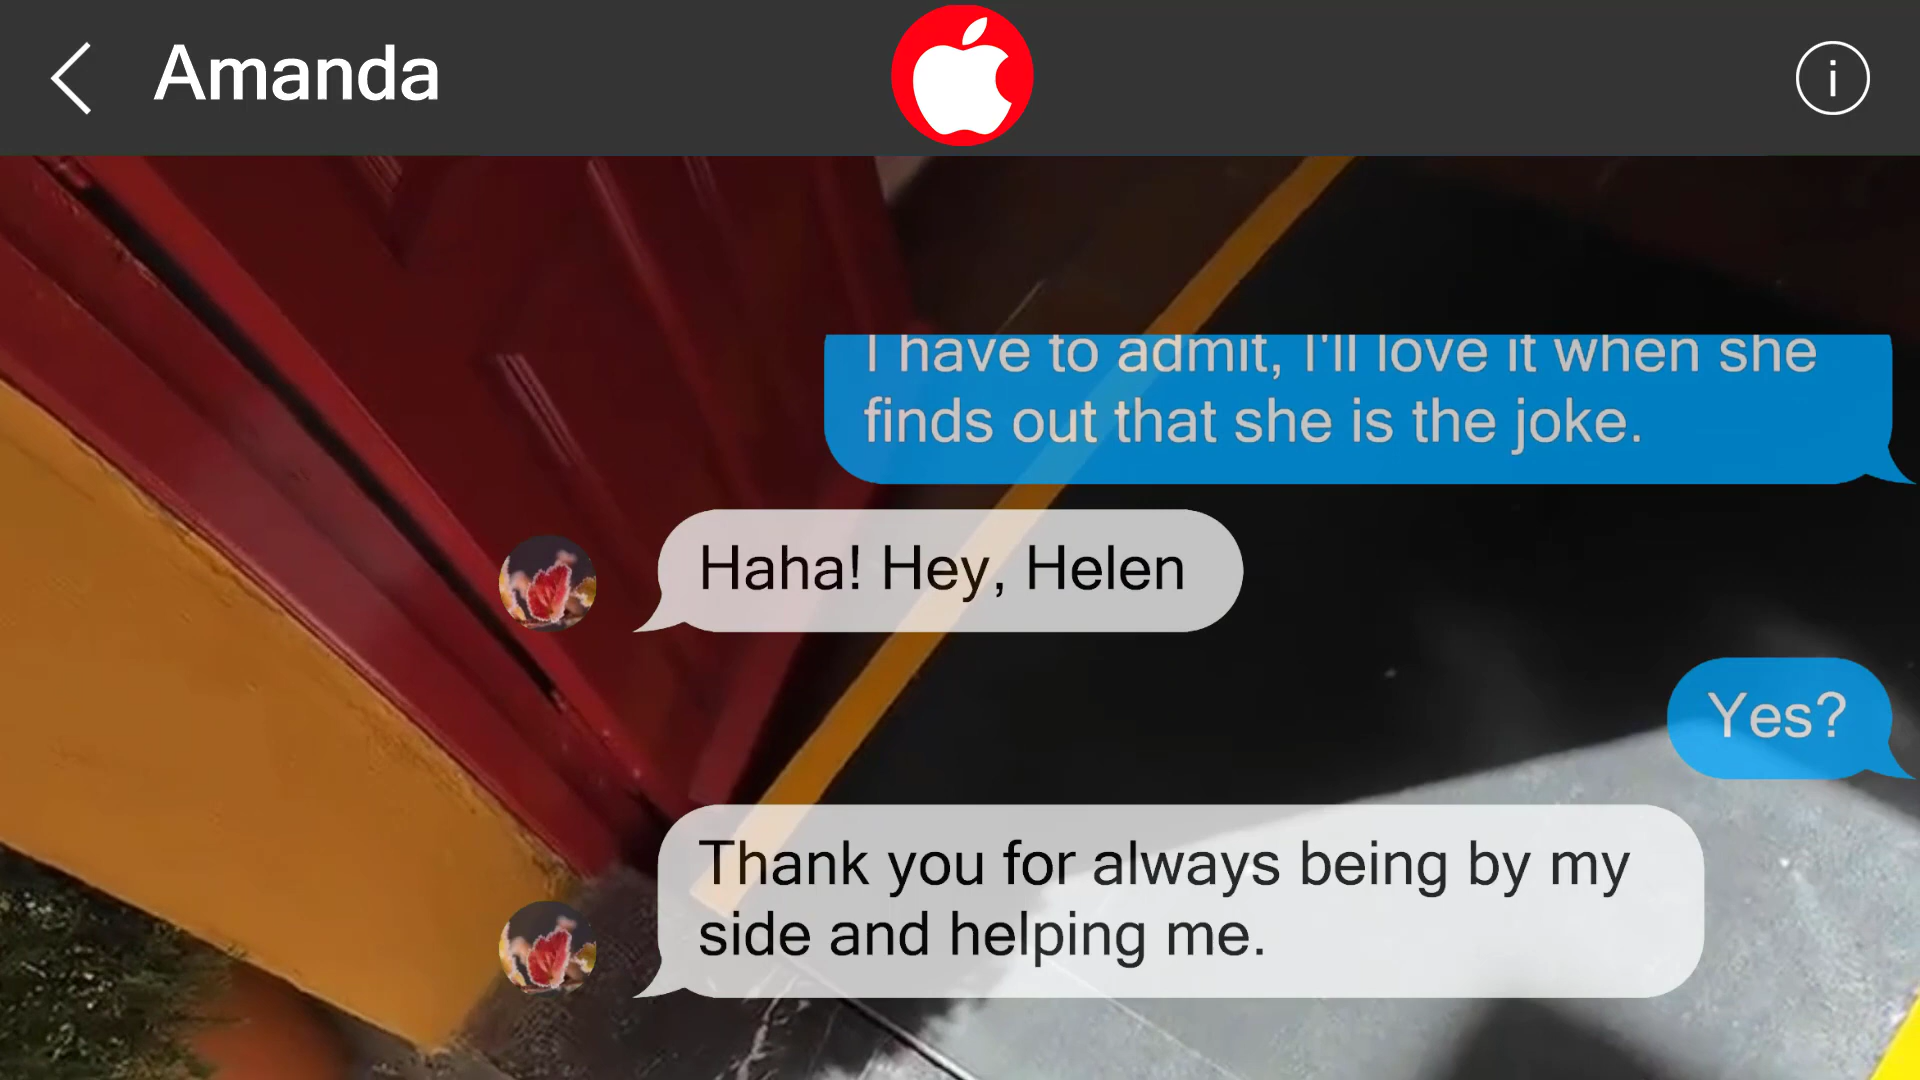 Amanda
i
I have to admit, I'll love it when she
finds out that she is the joke.
Haha! Hey, Helen
Yes?
Thank you for always being by my
side and helping me.